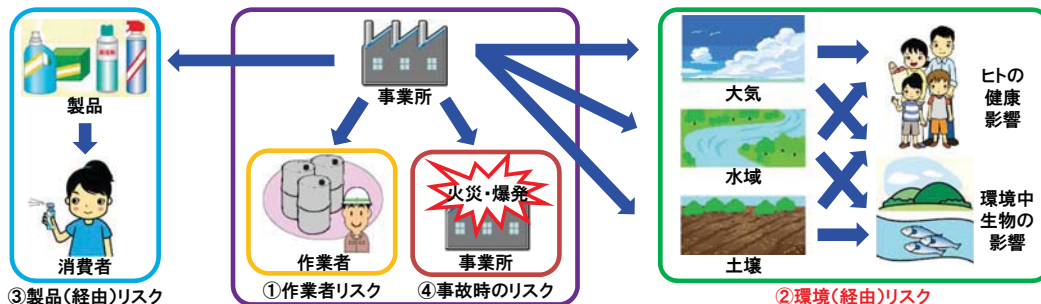 製品
消費者
③製品(経由)リスク
事業所
作業者
①作業者リスク
火災・爆発
事業所
④事故時のリスク
大気
水域
土壌
ヒトの
健康
影響
環境中
生物の
影響
②環境(経由)リスク